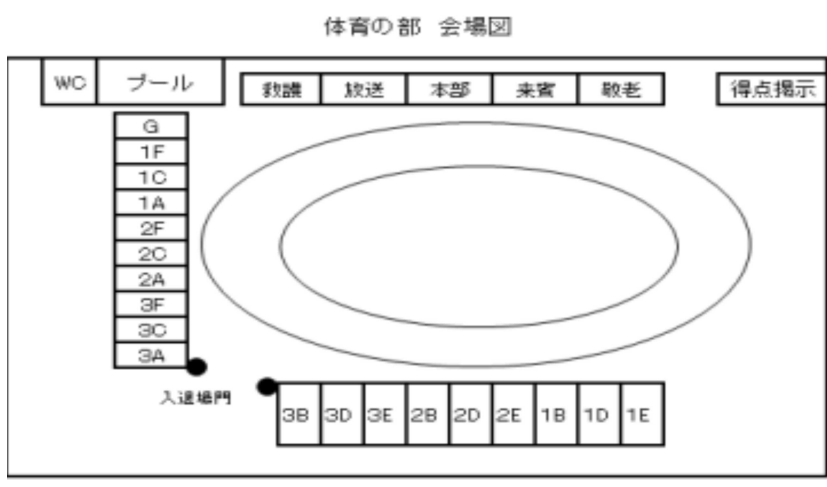 体育の部 会場図
WC
プール
救護
放送
本部
来賓
敬老
得点掲示
G
1F
1C
1A
2F
2C
2A
3F
3C
3A
入退場門
3B
3D
3E
2B
2D
2E
1B
1D
1E